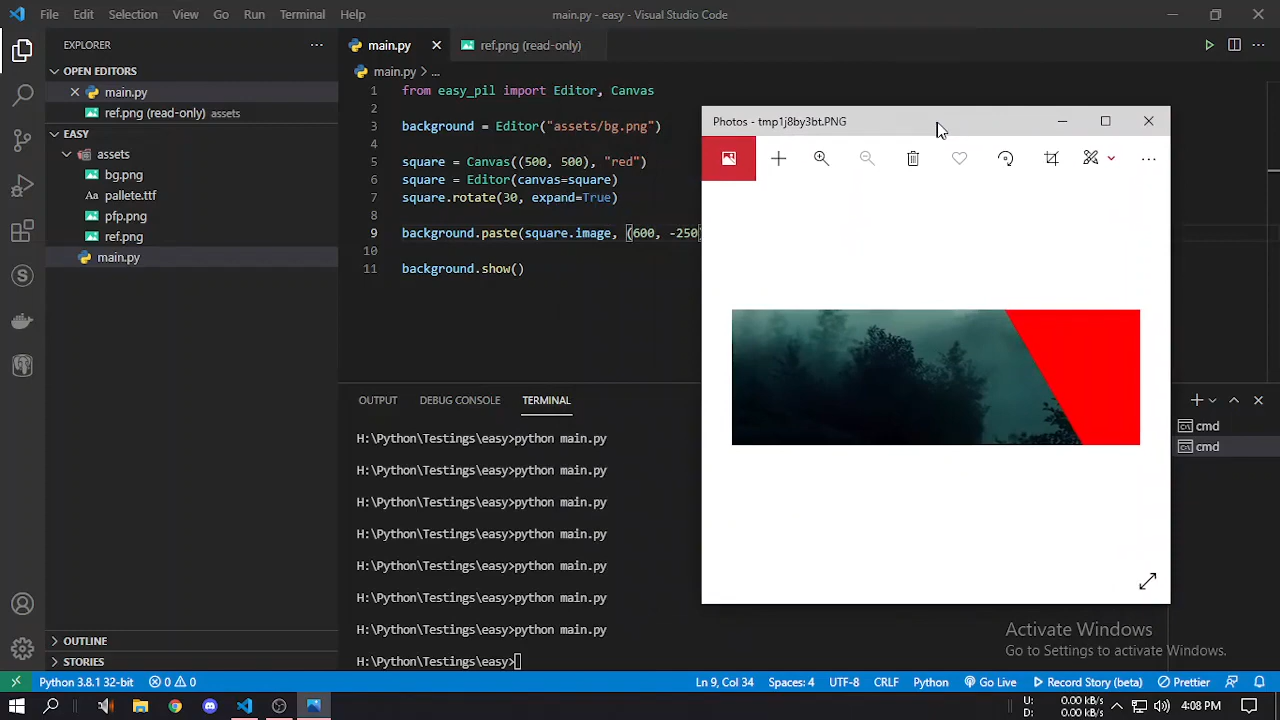 File Edit Selection View Go Run Terminal Help
main.py - easy - Visual Studio Code
EXPLORER
OPEN EDITORS
main.py
ref.png (read-only) assets
EASY
assets
bg.png
pallete.ttf
pfp.png
ref.png
main.py
OUTLINE
STORIES
main.py
ref.png (read-only)
main.py > ...
1 from easy_pil import Editor, Canvas
2
3 background = Editor("assets/bg.png")
4
5 square = Canvas((500, 500), "red")
6 square = Editor(canvas=square)
7 square.rotate(30, expand=True)
8
9 background.paste(square.image, (600, -250)
10
11 background.show()
Photos - tmp1j8by3bt.PNG
OUTPUT DEBUG CONSOLE TERMINAL
H:\Python\Testings\easy>python main.py
H:\Python\Testings\easy>python main.py
H:\Python\Testings\easy>python main.py
H:\Python\Testings\easy>python main.py
H:\Python\Testings\easy>python main.py
H:\Python\Testings\easy>python main.py
H:\Python\Testings\easy>python main.py
H:\Python\Testings\easy>
cmd
cmd
Activate Windows
Go to Settings to activate Windows.
Python 3.8.1 32-bit 0 0 Ln 9, Col 34 Spaces: 4 UTF-8 CRLF Python Go Live Record Story (beta) Prettier
U: 0.00 kB/s
D: 0.00 kB/s
4:08 PM